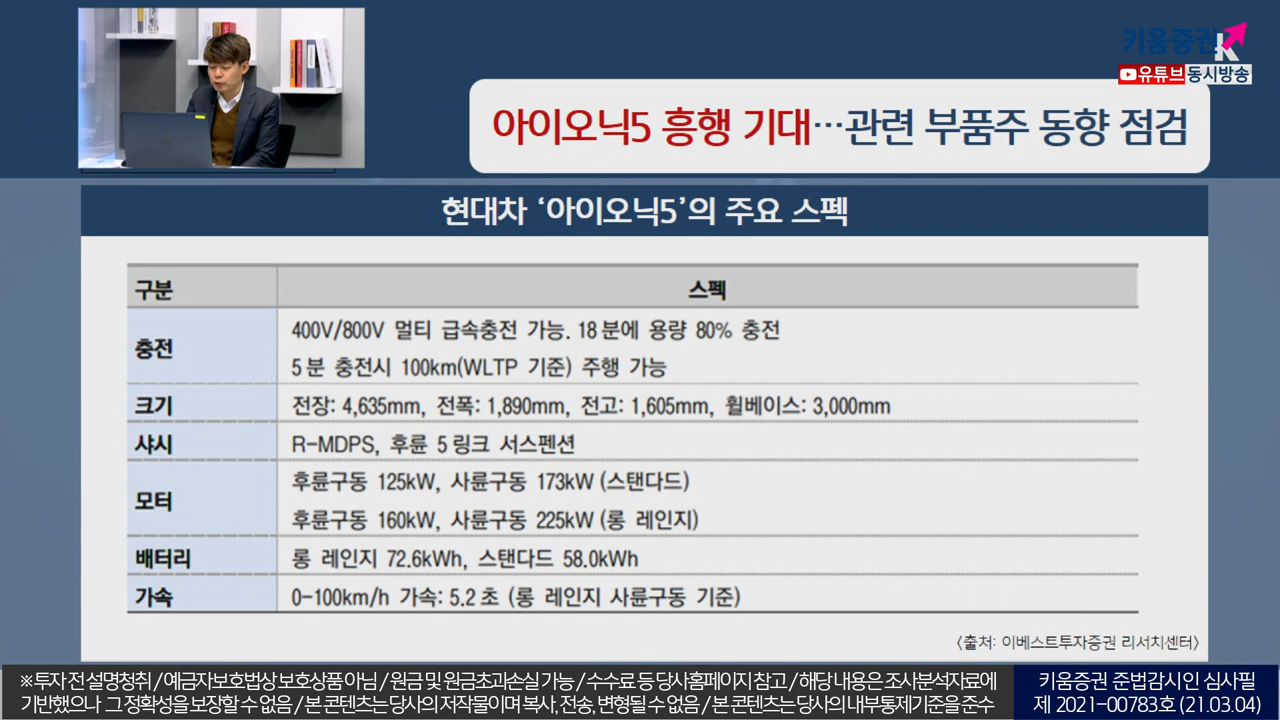 키움증권
유튜브 동시방송
아이오닉5 흥행 기대…관련 부품주 동향 점검
현대차 ‘아이오닉5’의 주요 스펙
구분 스펙
충전 400V/800V 멀티 급속충전 가능. 18분에 용량 80% 충전
5분 충전시 100km(WLTP 기준) 주행 가능
크기 전장: 4,635mm, 전폭: 1,890mm, 전고: 1,605mm, 휠베이스: 3,000mm
샤시 R-MDPS, 후륜 5링크 서스펜션
모터 후륜구동 125kW, 사륜구동 173kW (스탠다드)
후륜구동 160kW, 사륜구동 225kW (롱 레인지)
배터리 롱 레인지 72.6kWh, 스탠다드 58.0kWh
가속 0-100km/h 가속: 5.2초 (롱 레인지 사륜구동 기준)
<출처: 이베스트투자증권 리서치센터>
※ 투자 전 설명청취 / 예금자보호법상 보호상품 아님 / 원금 및 원금초과손실 가능 / 수수료 등 당사홈페이지 참고 / 해당 내용은 조사분석자료에
기반했으나 그 정확성을 보장할 수 없음 / 본 콘텐츠는 당사의 저작물이며 복사, 전송, 변형될 수 없음 / 본 콘텐츠는 당사의 내부통제기준을 준수
키움증권 준법감시인 심사필
제 2021-00783호 (21.03.04)